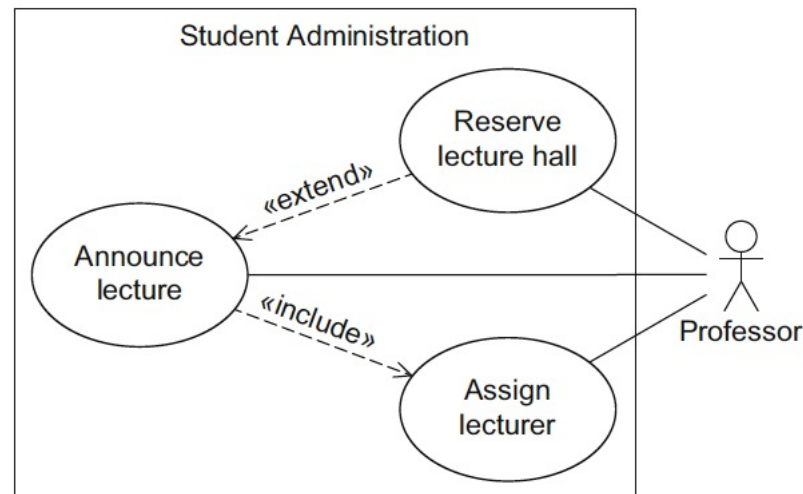 Student Administration
Reserve
lecture hall
«extend»
Announce
lecture
«include»
Professor
Assign
lecturer